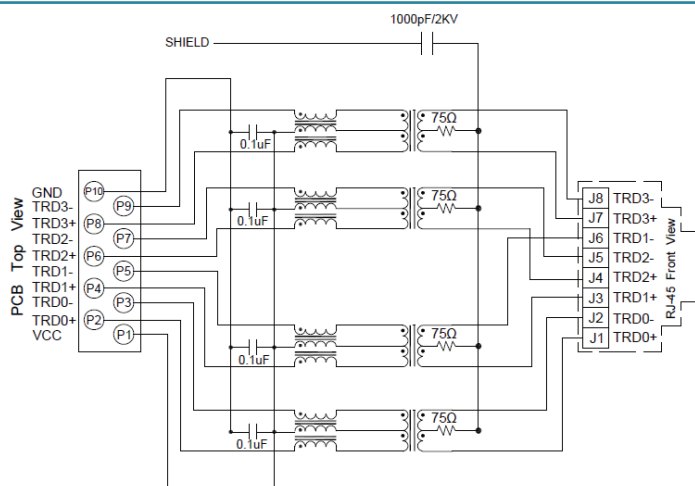 1000pF/2KV
SHIELD
75Ω
0.1uF
75Ω
0.1uF
75Ω
0.1uF
75Ω
0.1uF
PCB Top View
GND P10
TRD3- P9
TRD3+ P8
TRD2- P7
TRD2+ P6
TRD1- P5
TRD1+ P4
TRD0- P3
TRD0+ P2
VCC P1
J8 TRD3-
J7 TRD3+
J6 TRD1-
J5 TRD2-
J4 TRD2+
J3 TRD1+
J2 TRD0-
J1 TRD0+
RJ-45 Front View